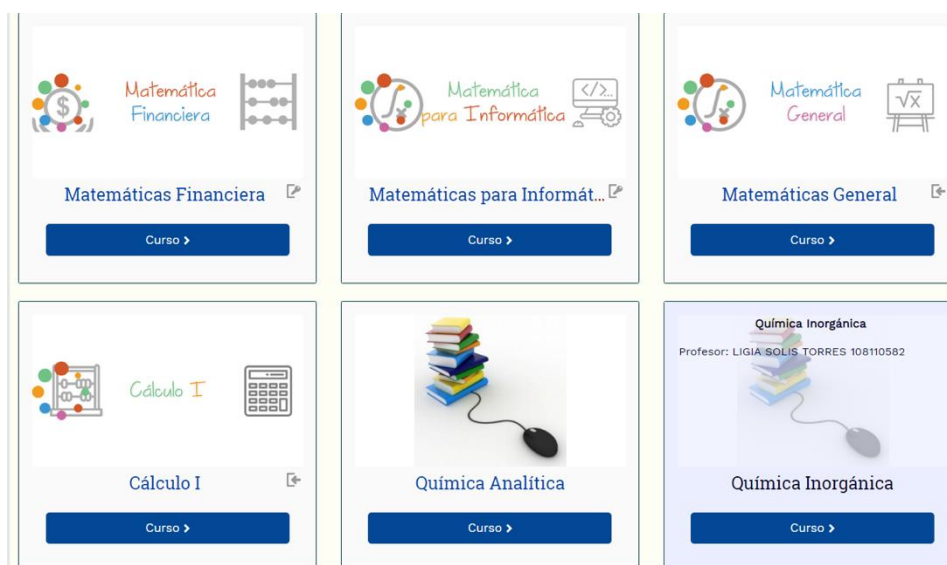 Matemática
Financiera
Matemáticas Financiera
Curso >
Matemática
</>..
para Informática
Matemáticas para Informát...
Curso >
Matemática
General
√x
Matemáticas General
Curso >
Cálculo I
Cálculo I
Curso >
Química Analítica
Curso >
Química Inorgánica
Profesor: LIGIA SOLIS TORRES 108110582
Química Inorgánica
Curso >